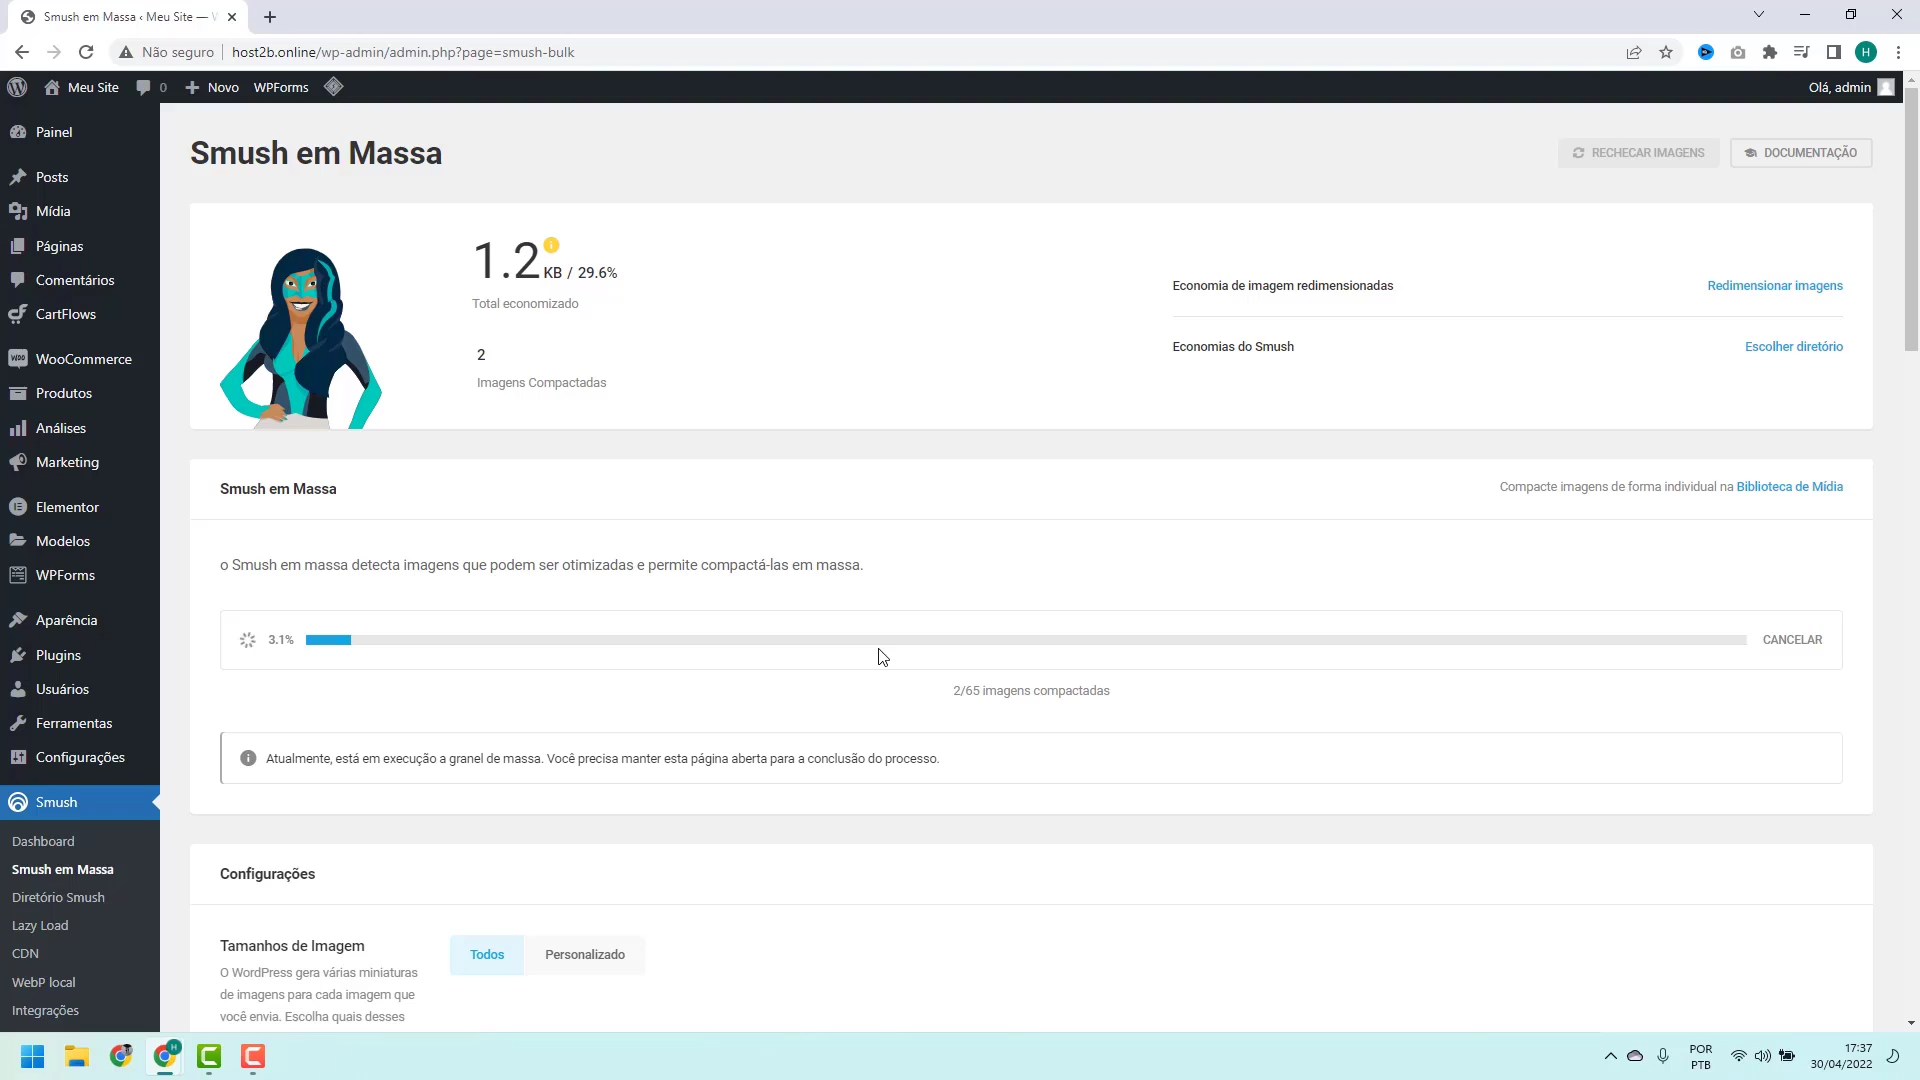 Smush em Massa ‹ Meu Site — W
Não seguro
host2b.online/wp-admin/admin.php?page=smush-bulk
H
Meu Site
0
Novo
WPForms
Olá, admin
Painel
Posts
Mídia
Páginas
Comentários
CartFlows
WooCommerce
Produtos
Análises
Marketing
Elementor
Modelos
WPForms
Aparência
Plugins
Usuários
Ferramentas
Configurações
Smush
Dashboard
Smush em Massa
Diretório Smush
Lazy Load
CDN
WebP local
Integrações
Smush em Massa
RECHECAR IMAGENS
DOCUMENTAÇÃO
1.2 KB / 29.6%
Total economizado
2
Imagens Compactadas
Economia de imagem redimensionadas
Redimensionar imagens
Economias do Smush
Escolher diretório
Smush em Massa
Compacte imagens de forma individual na Biblioteca de Mídia
o Smush em massa detecta imagens que podem ser otimizadas e permite compactá-las em massa.
3.1%
CANCELAR
2/65 imagens compactadas
Atualmente, está em execução a granel de massa. Você precisa manter esta página aberta para a conclusão do processo.
Configurações
Tamanhos de Imagem
O WordPress gera várias miniaturas
de imagens para cada imagem que
você envia. Escolha quais desses
Todos
Personalizado
POR
PTB
17:37
30/04/2022